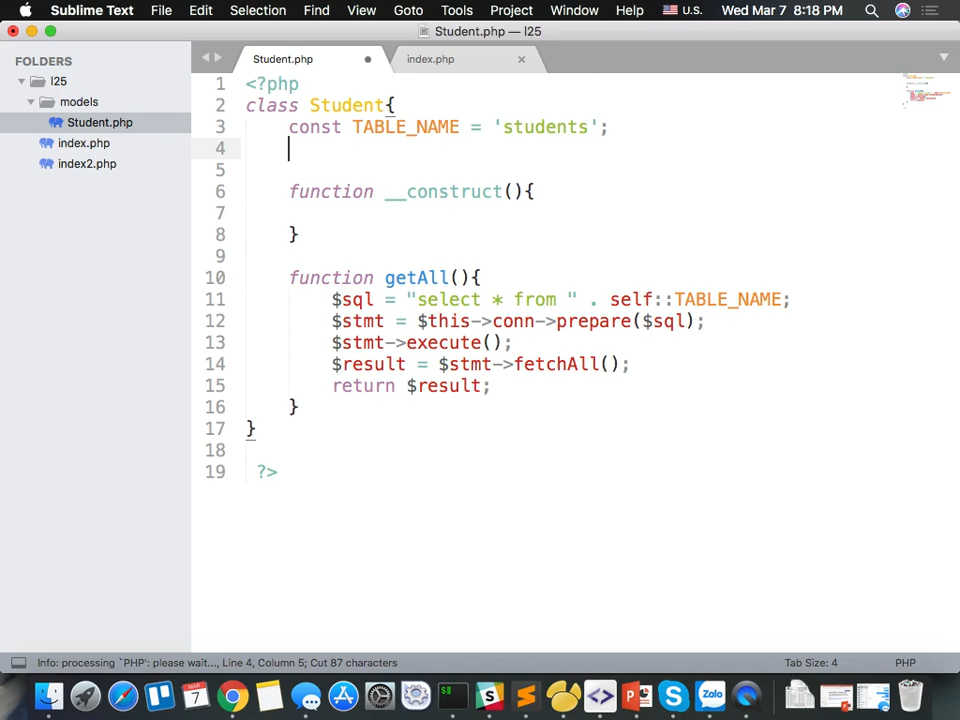 Sublime Text File Edit Selection Find View Goto Tools Project Window Help U.S. Wed Mar 7 8:18 PM
Student.php — l25
FOLDERS
l25
models
Student.php
index.php
index2.php
Student.php index.php
1 <?php
2 class Student{
3 const TABLE_NAME = 'students';
4
5
6 function __construct(){
7
8 }
9
10 function getAll(){
11 $sql = "select * from " . self::TABLE_NAME;
12 $stmt = $this->conn->prepare($sql);
13 $stmt->execute();
14 $result = $stmt->fetchAll();
15 return $result;
16 }
17 }
18
19 ?>
Info: processing `PHP': please wait..., Line 4, Column 5; Cut 87 characters Tab Size: 4 PHP
MAR
7
Zalo